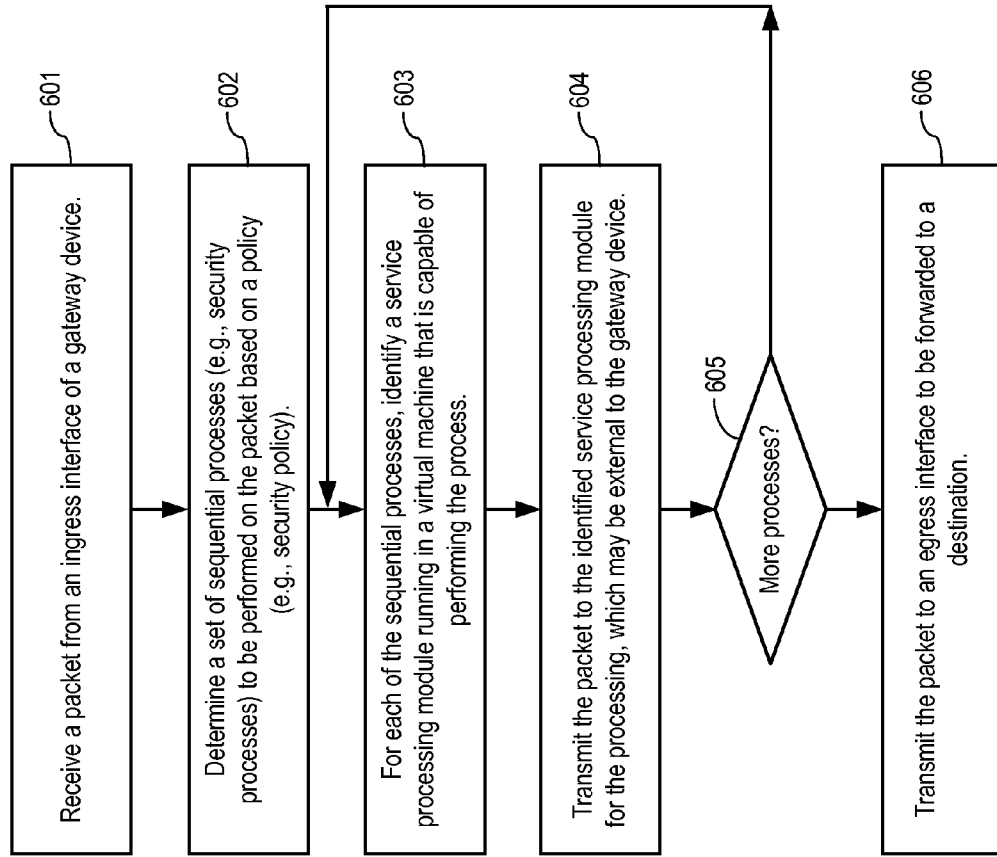 601
Receive a packet from an ingress interface of a gateway device.
602
Determine a set of sequential processes (e.g., security
processes) to be performed on the packet based on a policy
(e.g., security policy).
603
For each of the sequential processes, identify a service
processing module running in a virtual machine that is capable of
performing the process.
604
Transmit the packet to the identified service processing module
for the processing, which may be external to the gateway device.
605
More processes?
606
Transmit the packet to an egress interface to be forwarded to a
destination.